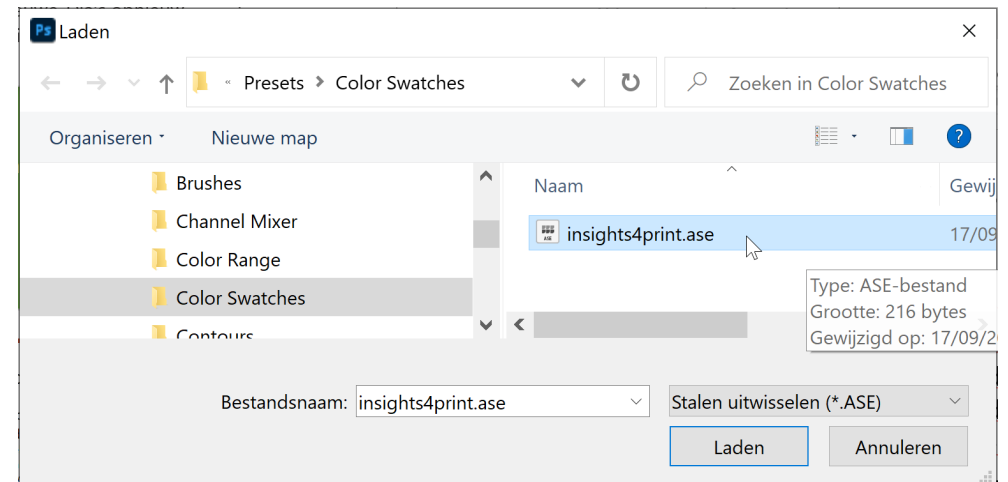 Ps Laden
« Presets > Color Swatches
Zoeken in Color Swatches
Organiseren
Nieuwe map
?
Brushes
Channel Mixer
Color Range
Color Swatches
Contours
Naam
Gewij
ASE insights4print.ase
17/09
Type: ASE-bestand
Grootte: 216 bytes
Gewijzigd op: 17/09/2
Bestandsnaam: insights4print.ase
Stalen uitwisselen (*.ASE)
Laden
Annuleren